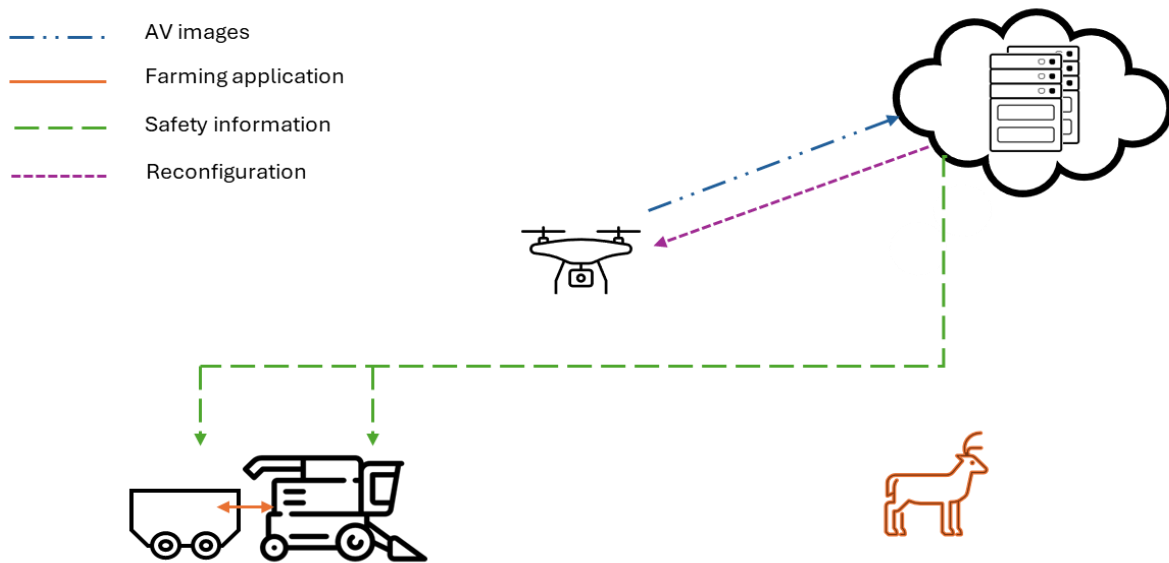 AV images
Farming application
Safety information
Reconfiguration